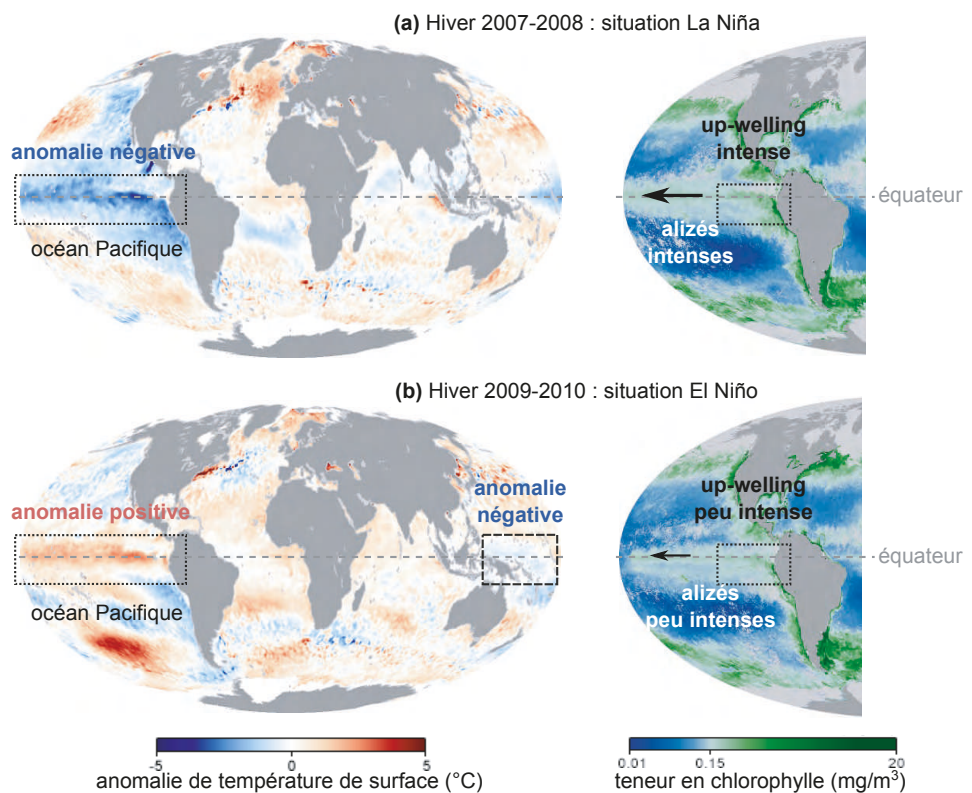 (a) Hiver 2007-2008 : situation La Niña
anomalie négative
océan Pacifique
up-welling
intense
équateur
alizés
intenses
(b) Hiver 2009-2010 : situation El Niño
anomalie positive
anomalie
négative
océan Pacifique
up-welling
peu intense
équateur
alizés
peu intenses
-5 0 5
anomalie de température de surface (°C)
0.01 0.15 20
teneur en chlorophylle (mg/m³)